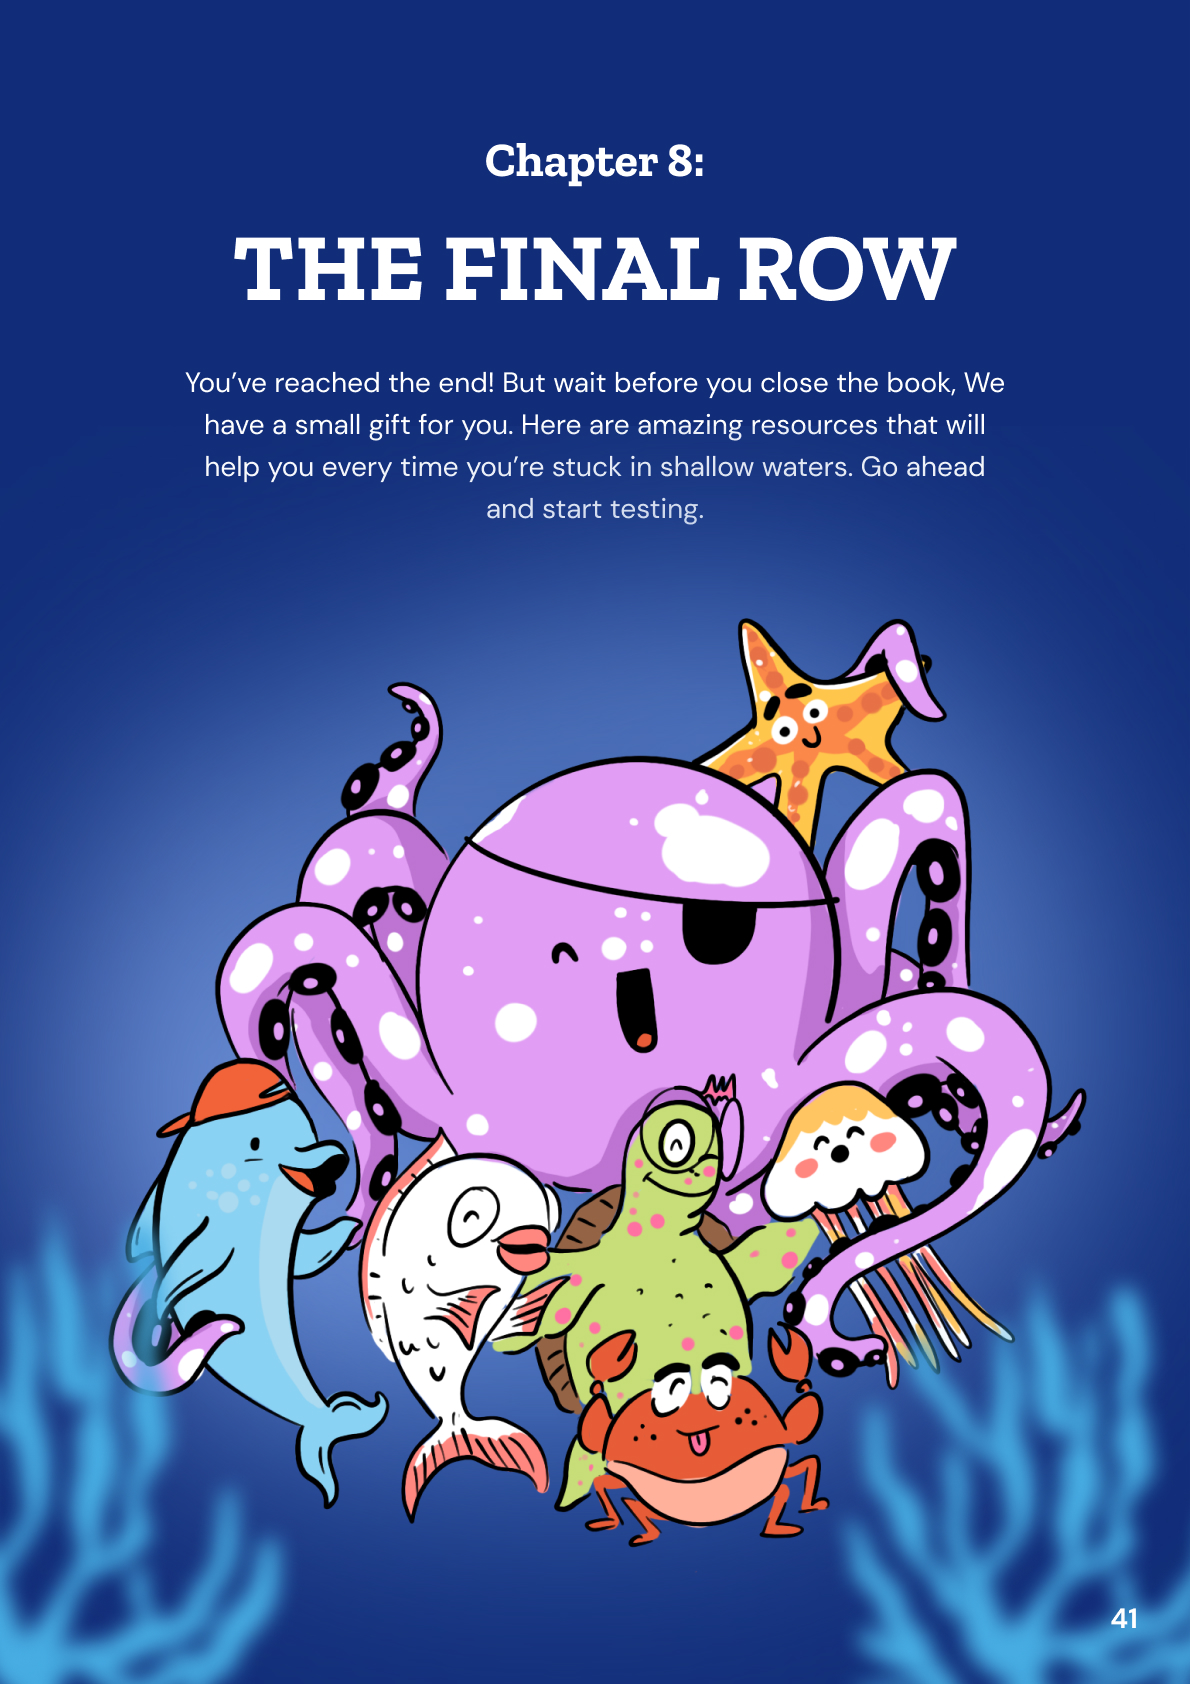 Chapter 8:
THE FINAL ROW
You’ve reached the end! But wait before you close the book, We
have a small gift for you. Here are amazing resources that will
help you every time you’re stuck in shallow waters. Go ahead
and start testing.
41